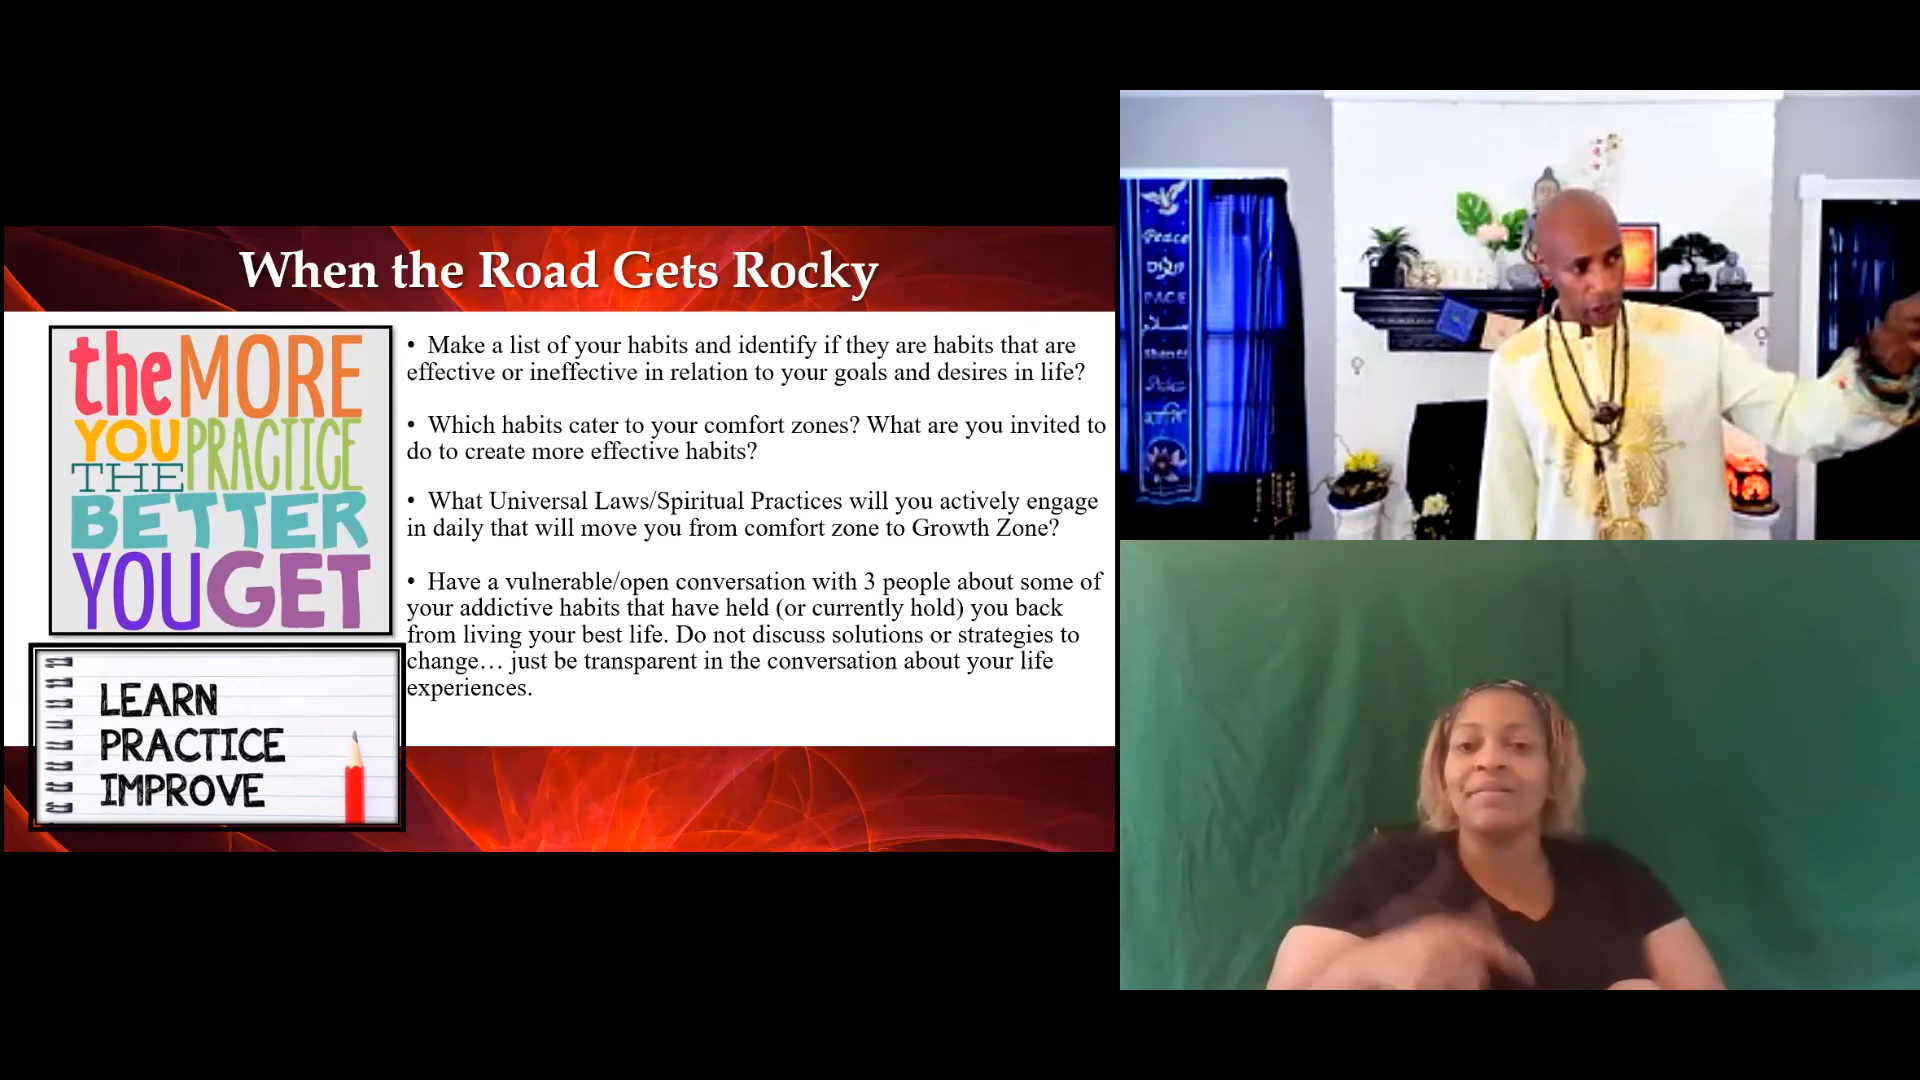 When the Road Gets Rocky
the MORE
YOU PRACTICE
THE
BETTER
YOU GET
LEARN
PRACTICE
IMPROVE
• Make a list of your habits and identify if they are habits that are
effective or ineffective in relation to your goals and desires in life?
• Which habits cater to your comfort zones? What are you invited to
do to create more effective habits?
• What Universal Laws/Spiritual Practices will you actively engage
in daily that will move you from comfort zone to Growth Zone?
• Have a vulnerable/open conversation with 3 people about some of
your addictive habits that have held (or currently hold) you back
from living your best life. Do not discuss solutions or strategies to
change… just be transparent in the conversation about your life
experiences.
Peace
PACE